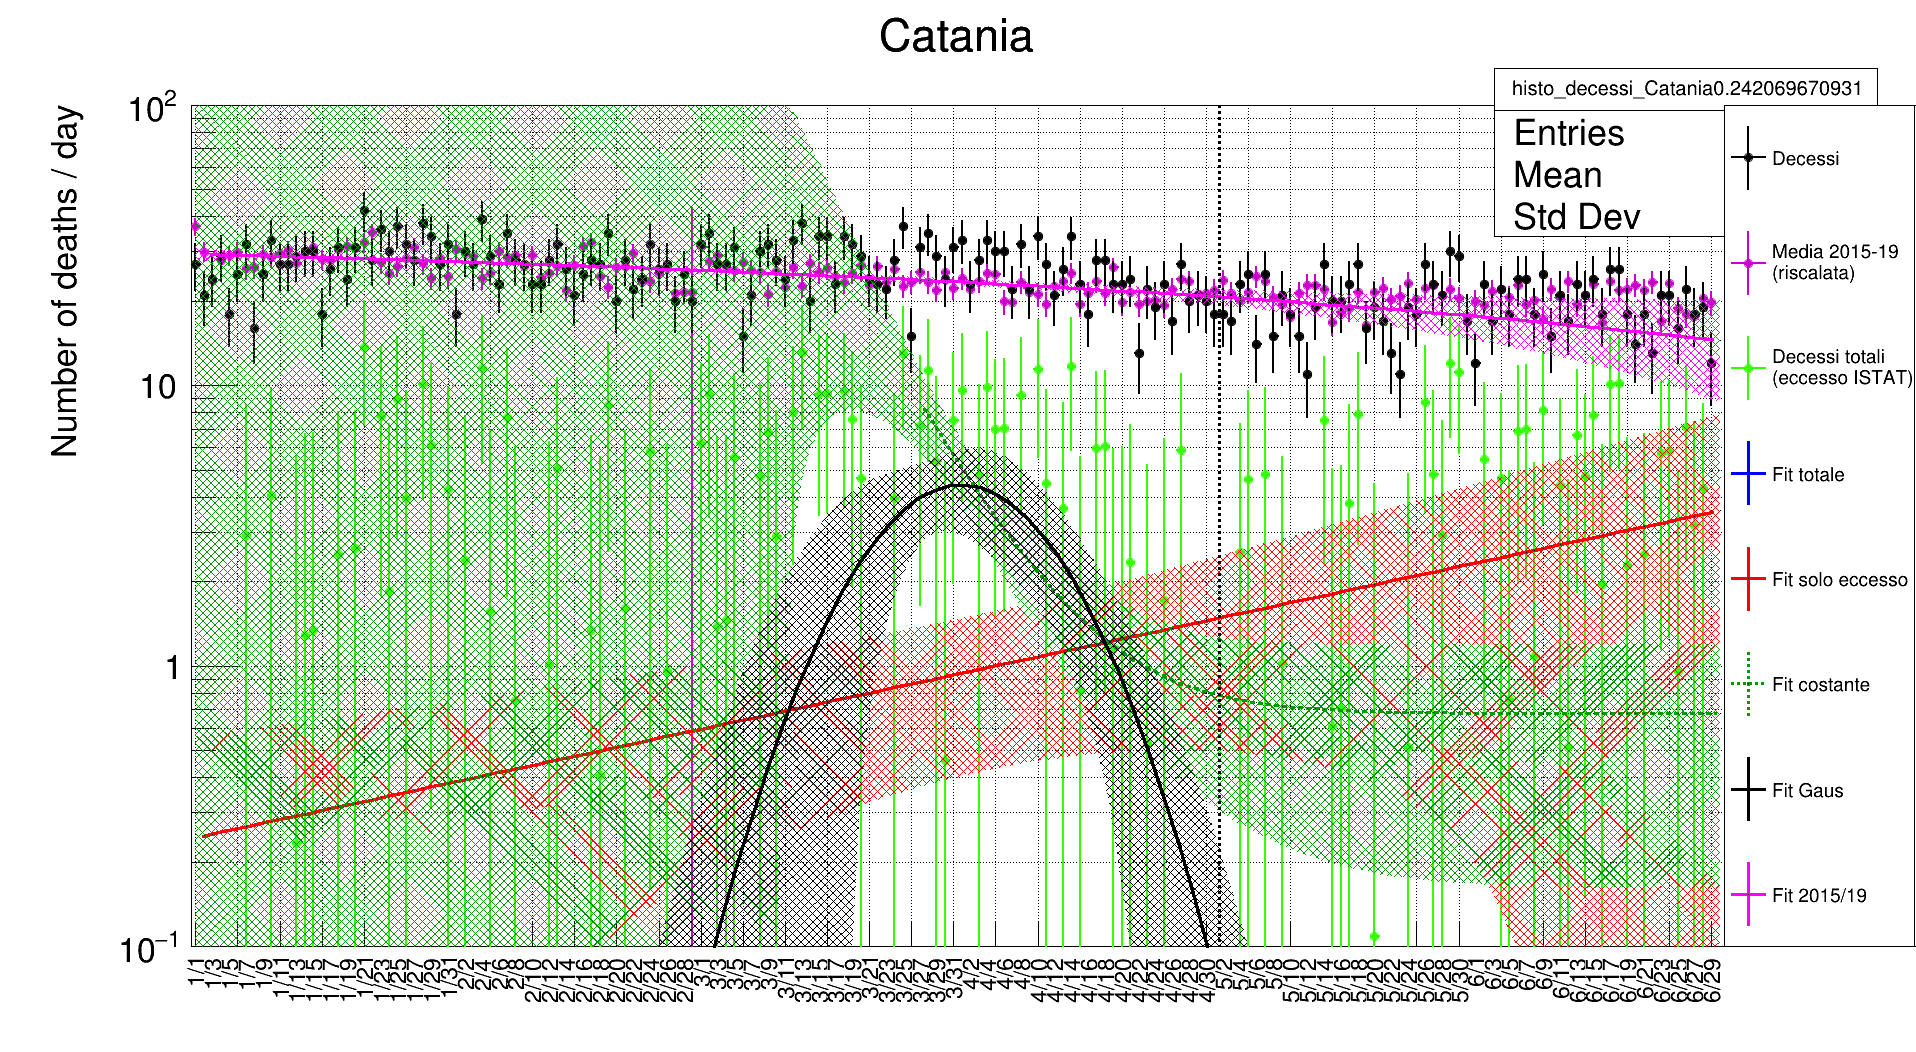 Catania
histo_decessi_Catania0.242069670931
Entries
Mean
Std Dev
Number of deaths / day
10²
10
1
10⁻¹
Decessi
Media 2015-19
(riscalata)
Decessi totali
(eccesso ISTAT)
Fit totale
Fit solo eccesso
Fit costante
Fit Gaus
Fit 2015/19
1/1 1/3 1/5 1/7 1/9 1/11 1/13 1/15 1/17 1/19 1/21 1/23 1/25 1/27 1/29 1/31 2/2 2/4 2/6 2/8 2/10 2/12 2/14 2/16 2/18 2/20 2/22 2/24 2/26 2/28 3/1 3/3 3/5 3/7 3/9 3/11 3/13 3/15 3/17 3/19 3/21 3/23 3/25 3/27 3/29 3/31 4/2 4/4 4/6 4/8 4/10 4/12 4/14 4/16 4/18 4/20 4/22 4/24 4/26 4/28 4/30 5/2 5/4 5/6 5/8 5/10 5/12 5/14 5/16 5/18 5/20 5/22 5/24 5/26 5/28 5/30 6/1 6/3 6/5 6/7 6/9 6/11 6/13 6/15 6/17 6/19 6/21 6/23 6/25 6/27 6/29